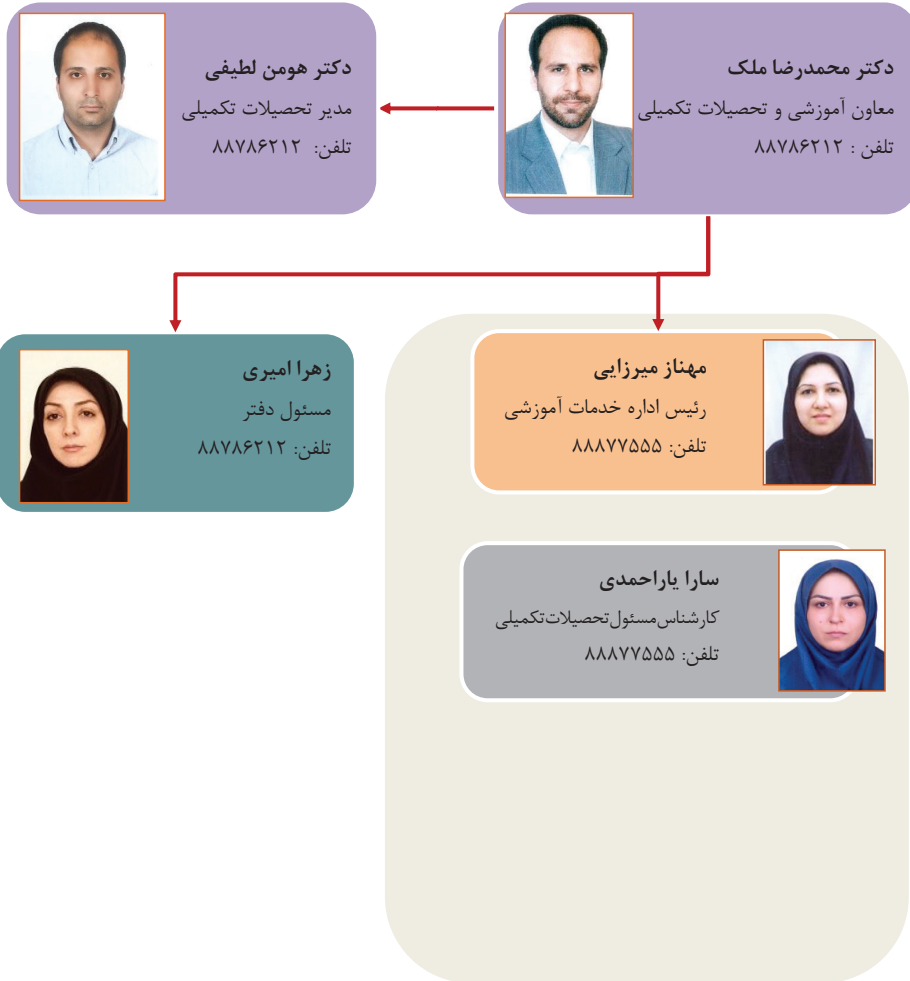 دکتر محمدرضا ملک
معاون آموزشی و تحصیلات تکمیلی
تلفن : ۸۸۷۸۶۲۱۲
دکتر هومن لطیفی
مدیر تحصیلات تکمیلی
تلفن: ۸۸۷۸۶۲۱۲
مهناز میرزایی
رئیس اداره خدمات آموزشی
تلفن: ۸۸۸۷۷۵۵۵
زهرا امیری
مسئول دفتر
تلفن: ۸۸۷۸۶۲۱۲
سارا یاراحمدی
کارشناس‌مسئول‌تحصیلات‌تکمیلی
تلفن: ۸۸۸۷۷۵۵۵